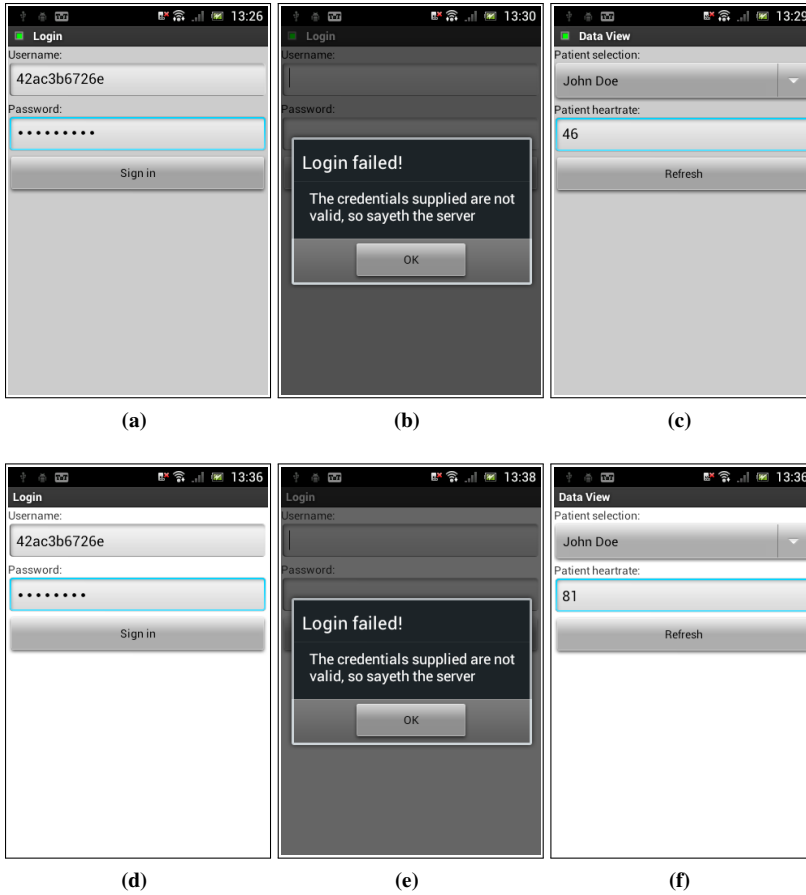 13:26
Login
Username:
42ac3b6726e
Password:
Sign in
(a)
13:30
Login
Username:
Login failed!
The credentials supplied are not
valid, so sayeth the server
OK
(b)
13:29
Data View
Patient selection:
John Doe
Patient heartrate:
46
Refresh
(c)
13:36
Login
Username:
42ac3b6726e
Password:
Sign in
(d)
13:38
Login
Username:
Password:
Login failed!
The credentials supplied are not
valid, so sayeth the server
OK
(e)
13:36
Data View
Patient selection:
John Doe
Patient heartrate:
81
Refresh
(f)